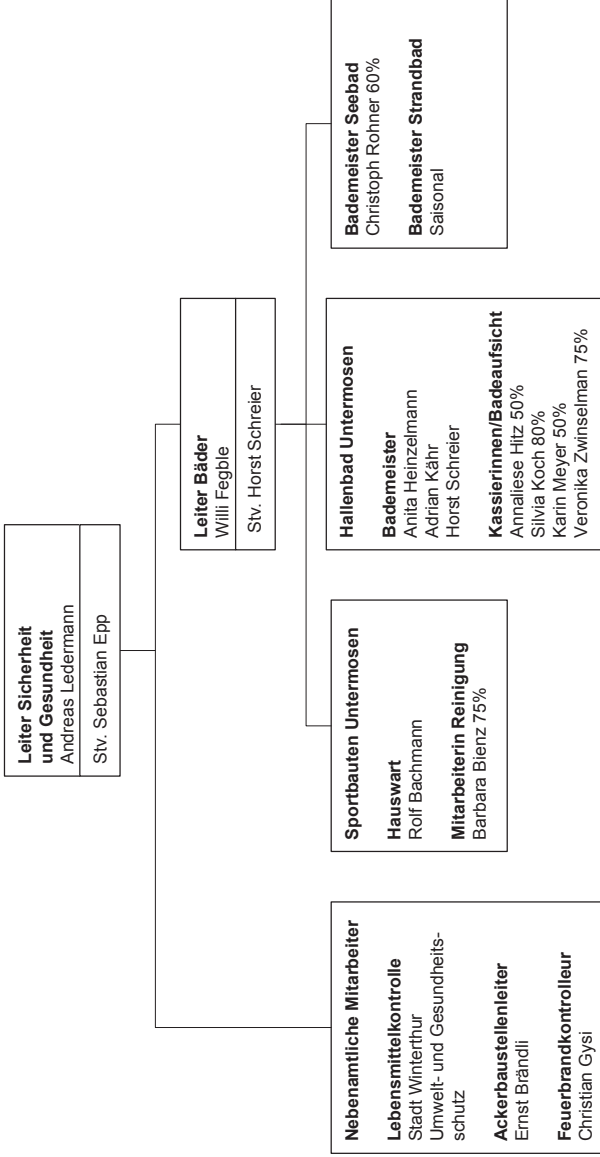 Leiter Sicherheit
und Gesundheit
Andreas Ledermann
Stv. Sebastian Epp
Leiter Bäder
Willi Fegble
Stv. Horst Schreier
Nebenamtliche Mitarbeiter
Lebensmittelkontrolle
Stadt Winterthur
Umwelt- und Gesundheits-
schutz
Ackerbaustellenleiter
Ernst Brändli
Feuerbrandkontrolleur
Christian Gysi
Sportbauten Untermosen
Hauswart
Rolf Bachmann
Mitarbeiterin Reinigung
Barbara Bienz 75%
Hallenbad Untermosen
Bademeister
Anita Heinzelmann
Adrian Kähr
Horst Schreier
Kassierinnen/Badeaufsicht
Annaliese Hitz 50%
Silvia Koch 80%
Karin Meyer 50%
Veronika Zwinselman 75%
Bademeister Seebad
Christoph Rohner 60%
Bademeister Strandbad
Saisonal